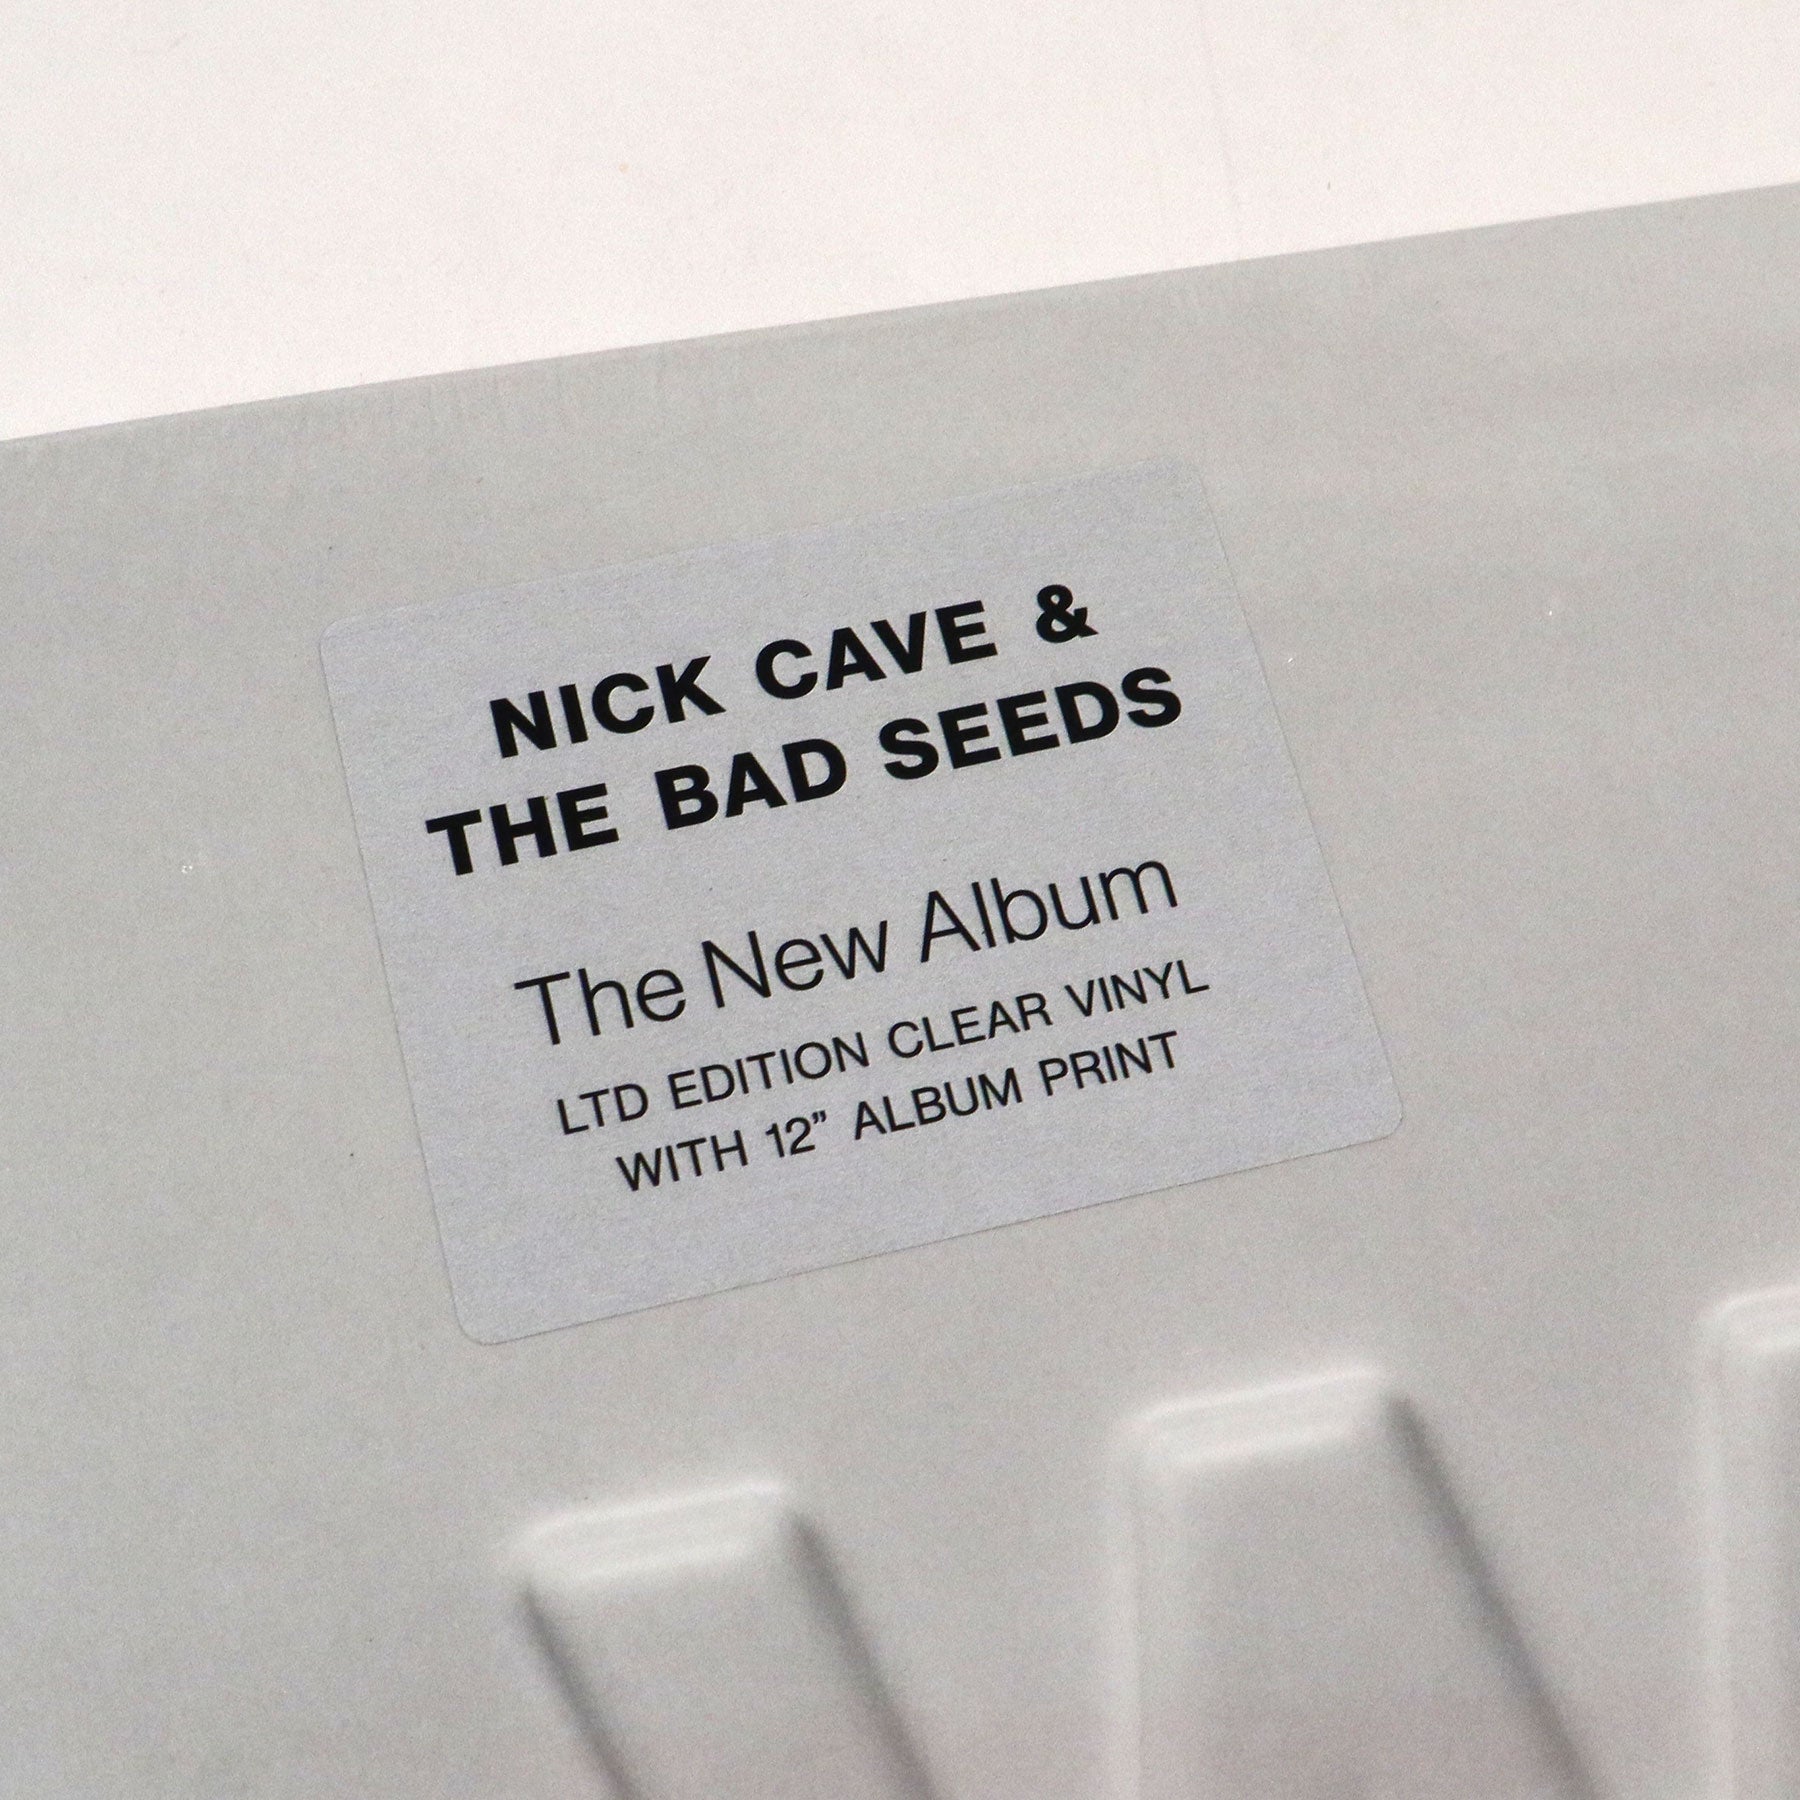 NICK CAVE &
THE BAD SEEDS
The New Album
LTD EDITION CLEAR VINYL
WITH 12” ALBUM PRINT